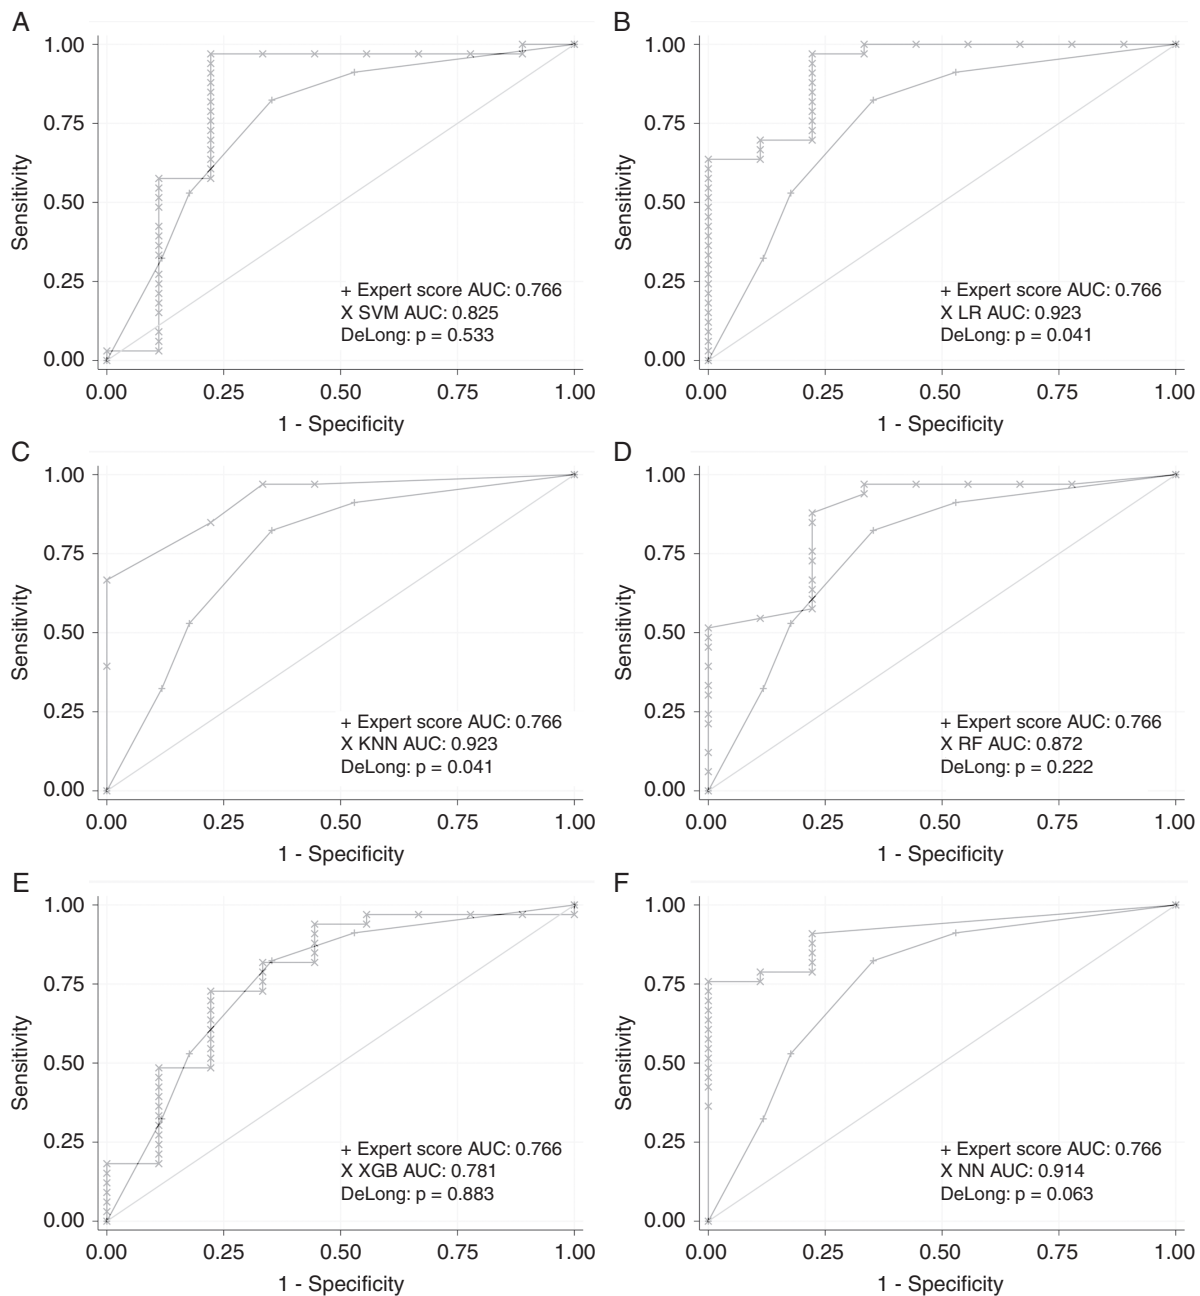 A
Sensitivity
1.00
0.75
0.50
0.25
0.00
+ Expert score AUC: 0.766
X SVM AUC: 0.825
DeLong: p = 0.533
0.00 0.25 0.50 0.75 1.00
1 - Specificity
B
Sensitivity
1.00
0.75
0.50
0.25
0.00
+ Expert score AUC: 0.766
X LR AUC: 0.923
DeLong: p = 0.041
0.00 0.25 0.50 0.75 1.00
1 - Specificity
C
Sensitivity
1.00
0.75
0.50
0.25
0.00
+ Expert score AUC: 0.766
X KNN AUC: 0.923
DeLong: p = 0.041
0.00 0.25 0.50 0.75 1.00
1 - Specificity
D
Sensitivity
1.00
0.75
0.50
0.25
0.00
+ Expert score AUC: 0.766
X RF AUC: 0.872
DeLong: p = 0.222
0.00 0.25 0.50 0.75 1.00
1 - Specificity
E
Sensitivity
1.00
0.75
0.50
0.25
0.00
+ Expert score AUC: 0.766
X XGB AUC: 0.781
DeLong: p = 0.883
0.00 0.25 0.50 0.75 1.00
1 - Specificity
F
Sensitivity
1.00
0.75
0.50
0.25
0.00
+ Expert score AUC: 0.766
X NN AUC: 0.914
DeLong: p = 0.063
0.00 0.25 0.50 0.75 1.00
1 - Specificity